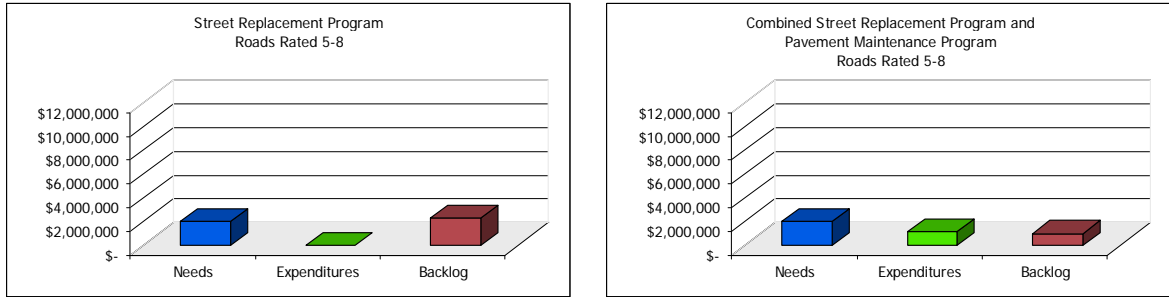 Street Replacement Program
Roads Rated 5-8
$12,000,000
$10,000,000
$8,000,000
$6,000,000
$4,000,000
$2,000,000
$-
Needs Expenditures Backlog
Combined Street Replacement Program and
Pavement Maintenance Program
Roads Rated 5-8
$12,000,000
$10,000,000
$8,000,000
$6,000,000
$4,000,000
$2,000,000
$-
Needs Expenditures Backlog